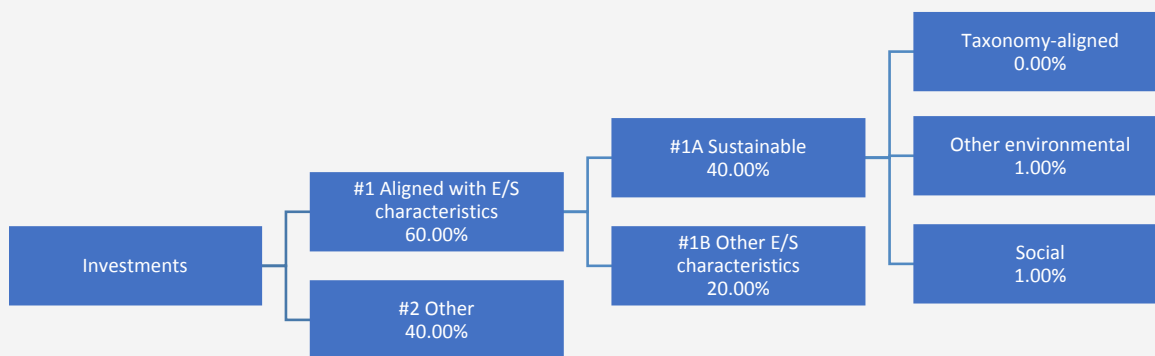 Investments
#1 Aligned with E/S
characteristics
60.00%
#2 Other
40.00%
#1A Sustainable
40.00%
#1B Other E/S
characteristics
20.00%
Taxonomy-aligned
0.00%
Other environmental
1.00%
Social
1.00%